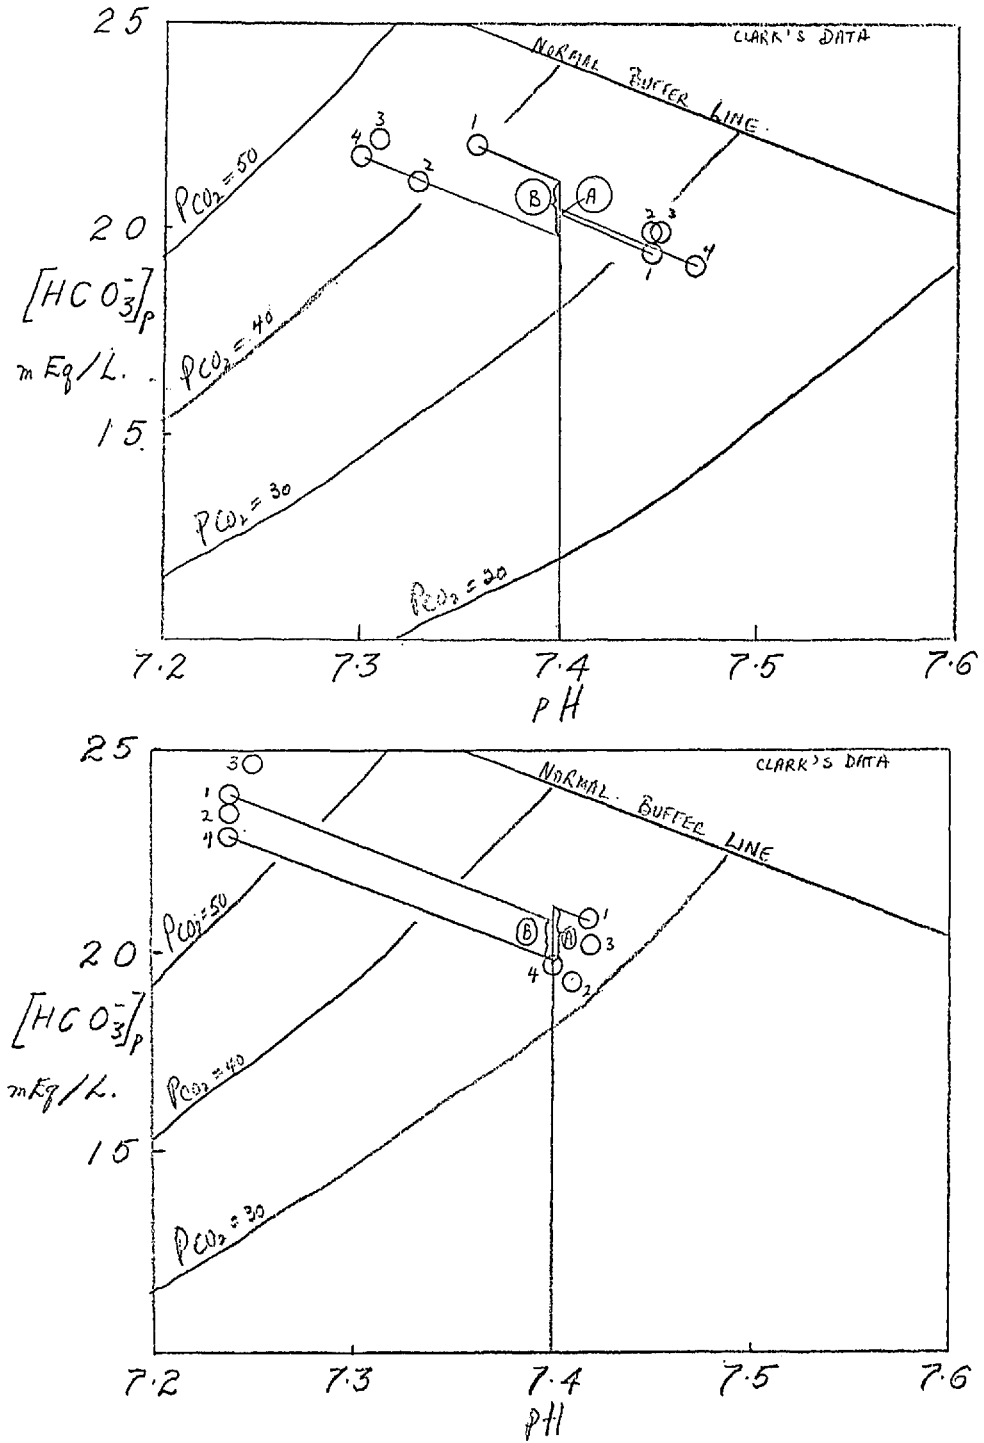 25
CLARK'S DATA
NORMAL BUFFER LINE.
3
4
1
2
PCO₂=50
B
A
20
2
3
4
1
[HCO₃⁻]p
mEq/L.
PCO₂=40
15.
PCO₂=30
PCO₂=20
7.2
7.3
7.4
7.5
7.6
pH
25
CLARK'S DATA
NORMAL. BUFFER LINE
3
1
2
4
PCO₂=50
B
A
1
3
20
4
2
[HCO₃⁻]p
mEq/L.
PCO₂=40
15
PCO₂=30
7.2
7.3
7.4
7.5
7.6
pH